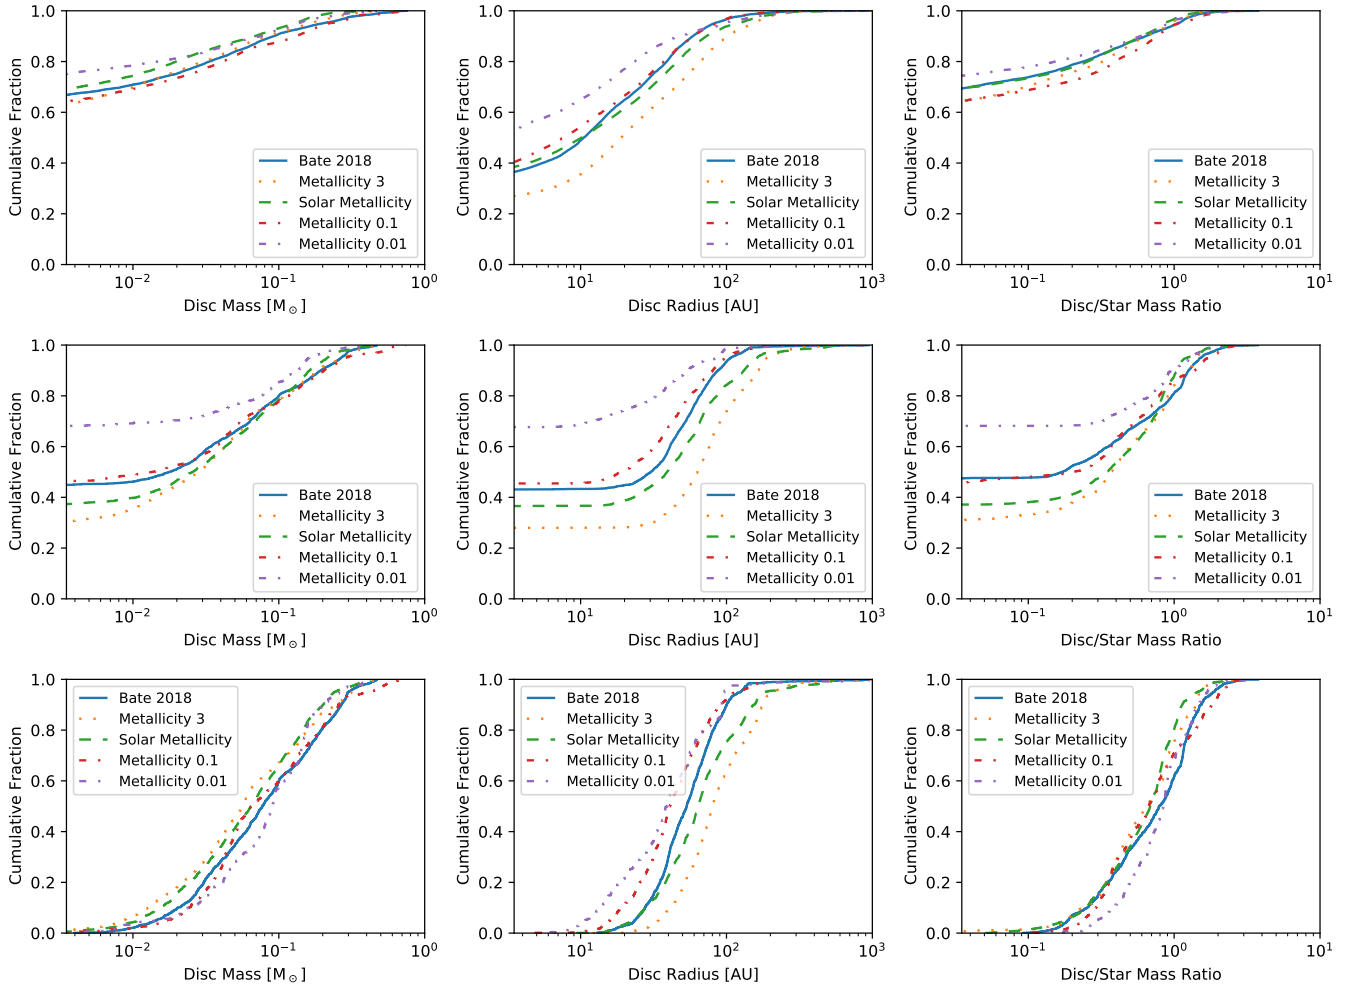 Cumulative Fraction
1.0
0.8
0.6
0.4
0.2
0.0
Bate 2018
Metallicity 3
Solar Metallicity
Metallicity 0.1
Metallicity 0.01
10⁻² 10⁻¹ 10⁰
Disc Mass [M⊙]
Cumulative Fraction
1.0
0.8
0.6
0.4
0.2
0.0
Bate 2018
Metallicity 3
Solar Metallicity
Metallicity 0.1
Metallicity 0.01
10¹ 10² 10³
Disc Radius [AU]
Cumulative Fraction
1.0
0.8
0.6
0.4
0.2
0.0
Bate 2018
Metallicity 3
Solar Metallicity
Metallicity 0.1
Metallicity 0.01
10⁻¹ 10⁰ 10¹
Disc/Star Mass Ratio
Cumulative Fraction
1.0
0.8
0.6
0.4
0.2
0.0
Bate 2018
Metallicity 3
Solar Metallicity
Metallicity 0.1
Metallicity 0.01
10⁻² 10⁻¹ 10⁰
Disc Mass [M⊙]
Cumulative Fraction
1.0
0.8
0.6
0.4
0.2
0.0
Bate 2018
Metallicity 3
Solar Metallicity
Metallicity 0.1
Metallicity 0.01
10¹ 10² 10³
Disc Radius [AU]
Cumulative Fraction
1.0
0.8
0.6
0.4
0.2
0.0
Bate 2018
Metallicity 3
Solar Metallicity
Metallicity 0.1
Metallicity 0.01
10⁻¹ 10⁰ 10¹
Disc/Star Mass Ratio
Cumulative Fraction
1.0
0.8
0.6
0.4
0.2
0.0
Bate 2018
Metallicity 3
Solar Metallicity
Metallicity 0.1
Metallicity 0.01
10⁻² 10⁻¹ 10⁰
Disc Mass [M⊙]
Cumulative Fraction
1.0
0.8
0.6
0.4
0.2
0.0
Bate 2018
Metallicity 3
Solar Metallicity
Metallicity 0.1
Metallicity 0.01
10¹ 10² 10³
Disc Radius [AU]
Cumulative Fraction
1.0
0.8
0.6
0.4
0.2
0.0
Bate 2018
Metallicity 3
Solar Metallicity
Metallicity 0.1
Metallicity 0.01
10⁻¹ 10⁰ 10¹
Disc/Star Mass Ratio